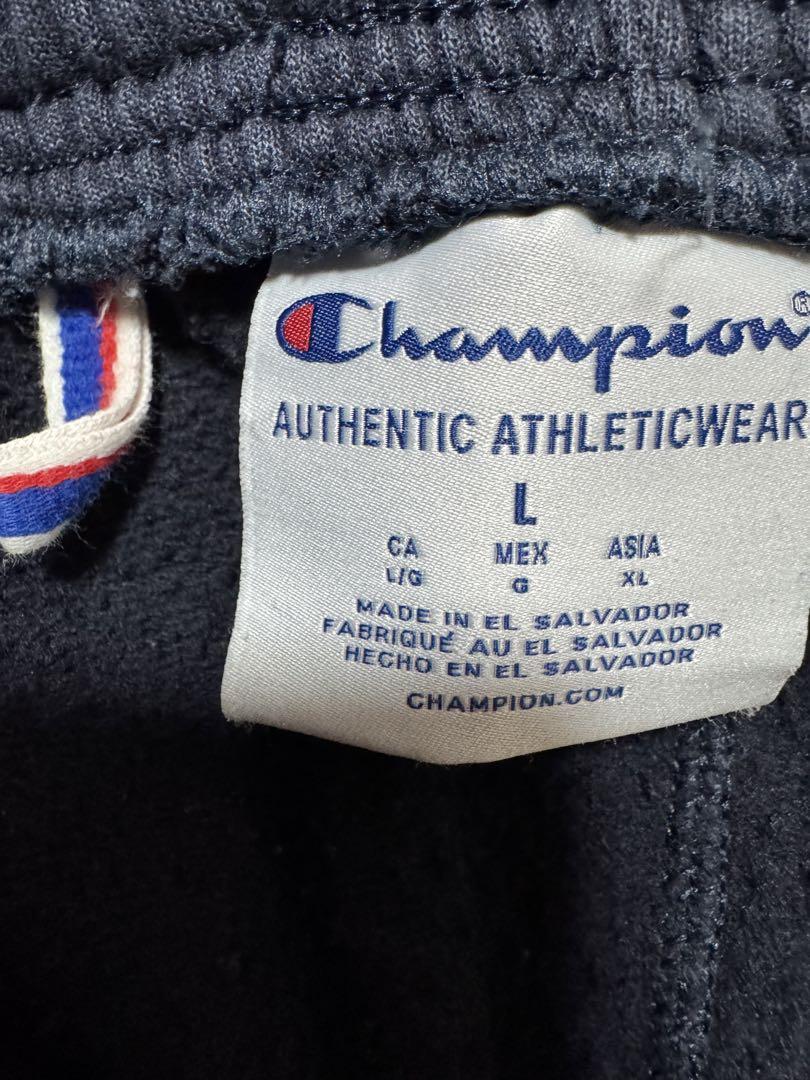 Champion®
AUTHENTIC ATHLETICWEAR
L
CA MEX ASIA
L/G G XL
MADE IN EL SALVADOR
FABRIQUÉ AU EL SALVADOR
HECHO EN EL SALVADOR
CHAMPION.COM